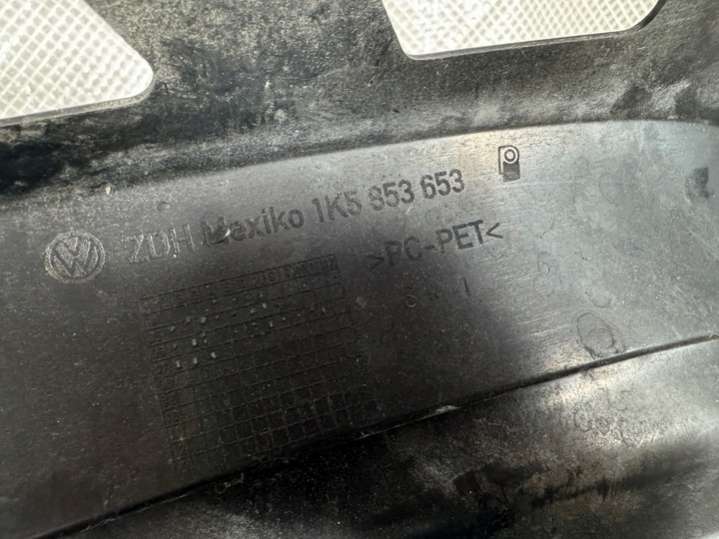 ZDH Mexiko 1K5 853 653
>PC-PET<